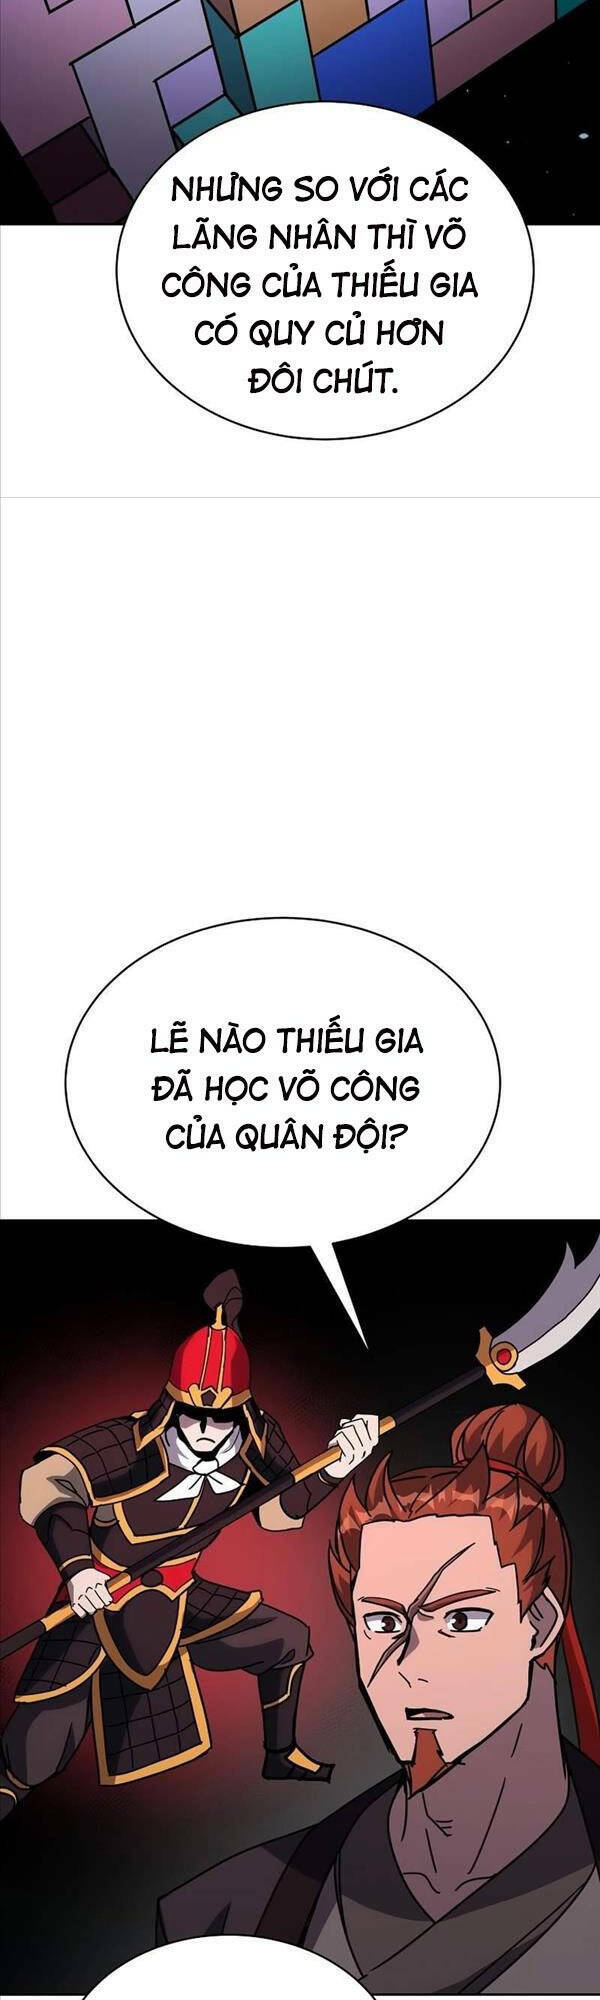 NHƯNG SO VỚI CÁC
LÃNG NHÂN THÌ VÕ
CÔNG CỦA THIẾU GIA
CÓ QUY CỦ HƠN
ĐÔI CHÚT.
LẼ NÀO THIẾU GIA
ĐÃ HỌC VÕ CÔNG
CỦA QUÂN ĐỘI?